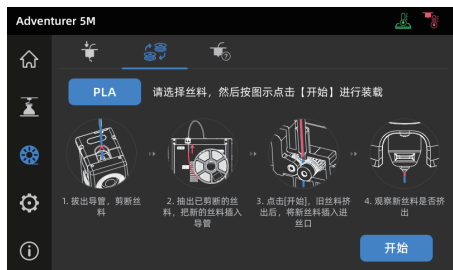 Adventurer 5M
PLA
请选择丝料，然后按图示点击【开始】进行装载
1. 拔出导管，剪断丝
料
2. 抽出已剪断的丝
料，把新的丝料插入
导管
3. 点击[开始]，旧丝料挤
出后，将新丝料插入进
丝口
4. 观察新丝料是否挤
出
开始